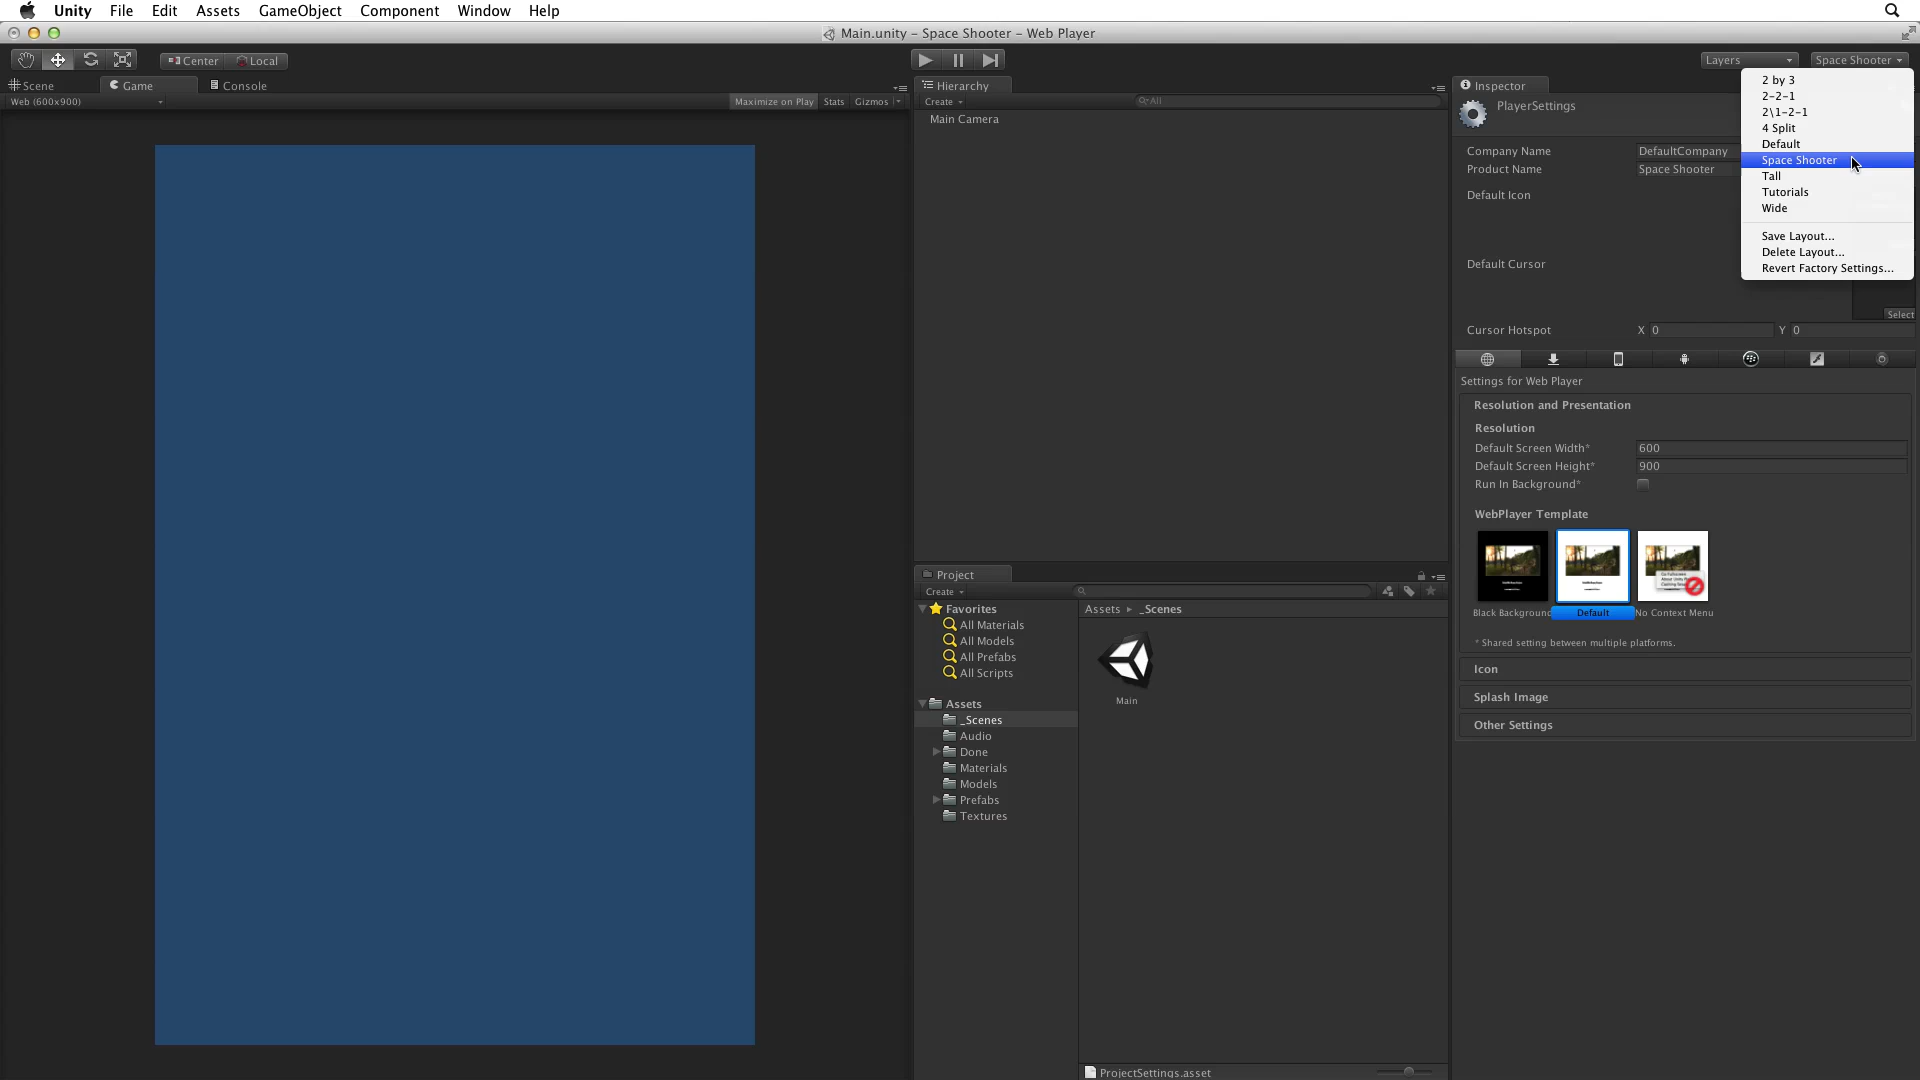 Unity File Edit Assets GameObject Component Window Help
Main.unity – Space Shooter – Web Player
Center Local
Layers Space Shooter
Scene Game Console
Web (600x900) Maximize on Play Stats Gizmos
Hierarchy
Create All
Main Camera
Project
Create
Favorites
All Materials
All Models
All Prefabs
All Scripts
Assets
_Scenes
Audio
Done
Materials
Models
Prefabs
Textures
Assets ▸ _Scenes
Main
ProjectSettings.asset
Inspector
PlayerSettings
Company Name DefaultCompany
Product Name Space Shooter
Default Icon
Default Cursor
Select
Cursor Hotspot X 0 Y 0
2 by 3
2-2-1
2\1-2-1
4 Split
Default
Space Shooter
Tall
Tutorials
Wide
Save Layout...
Delete Layout...
Revert Factory Settings...
Settings for Web Player
Resolution and Presentation
Resolution
Default Screen Width* 600
Default Screen Height* 900
Run In Background*
WebPlayer Template
Black Background Default No Context Menu
* Shared setting between multiple platforms.
Icon
Splash Image
Other Settings